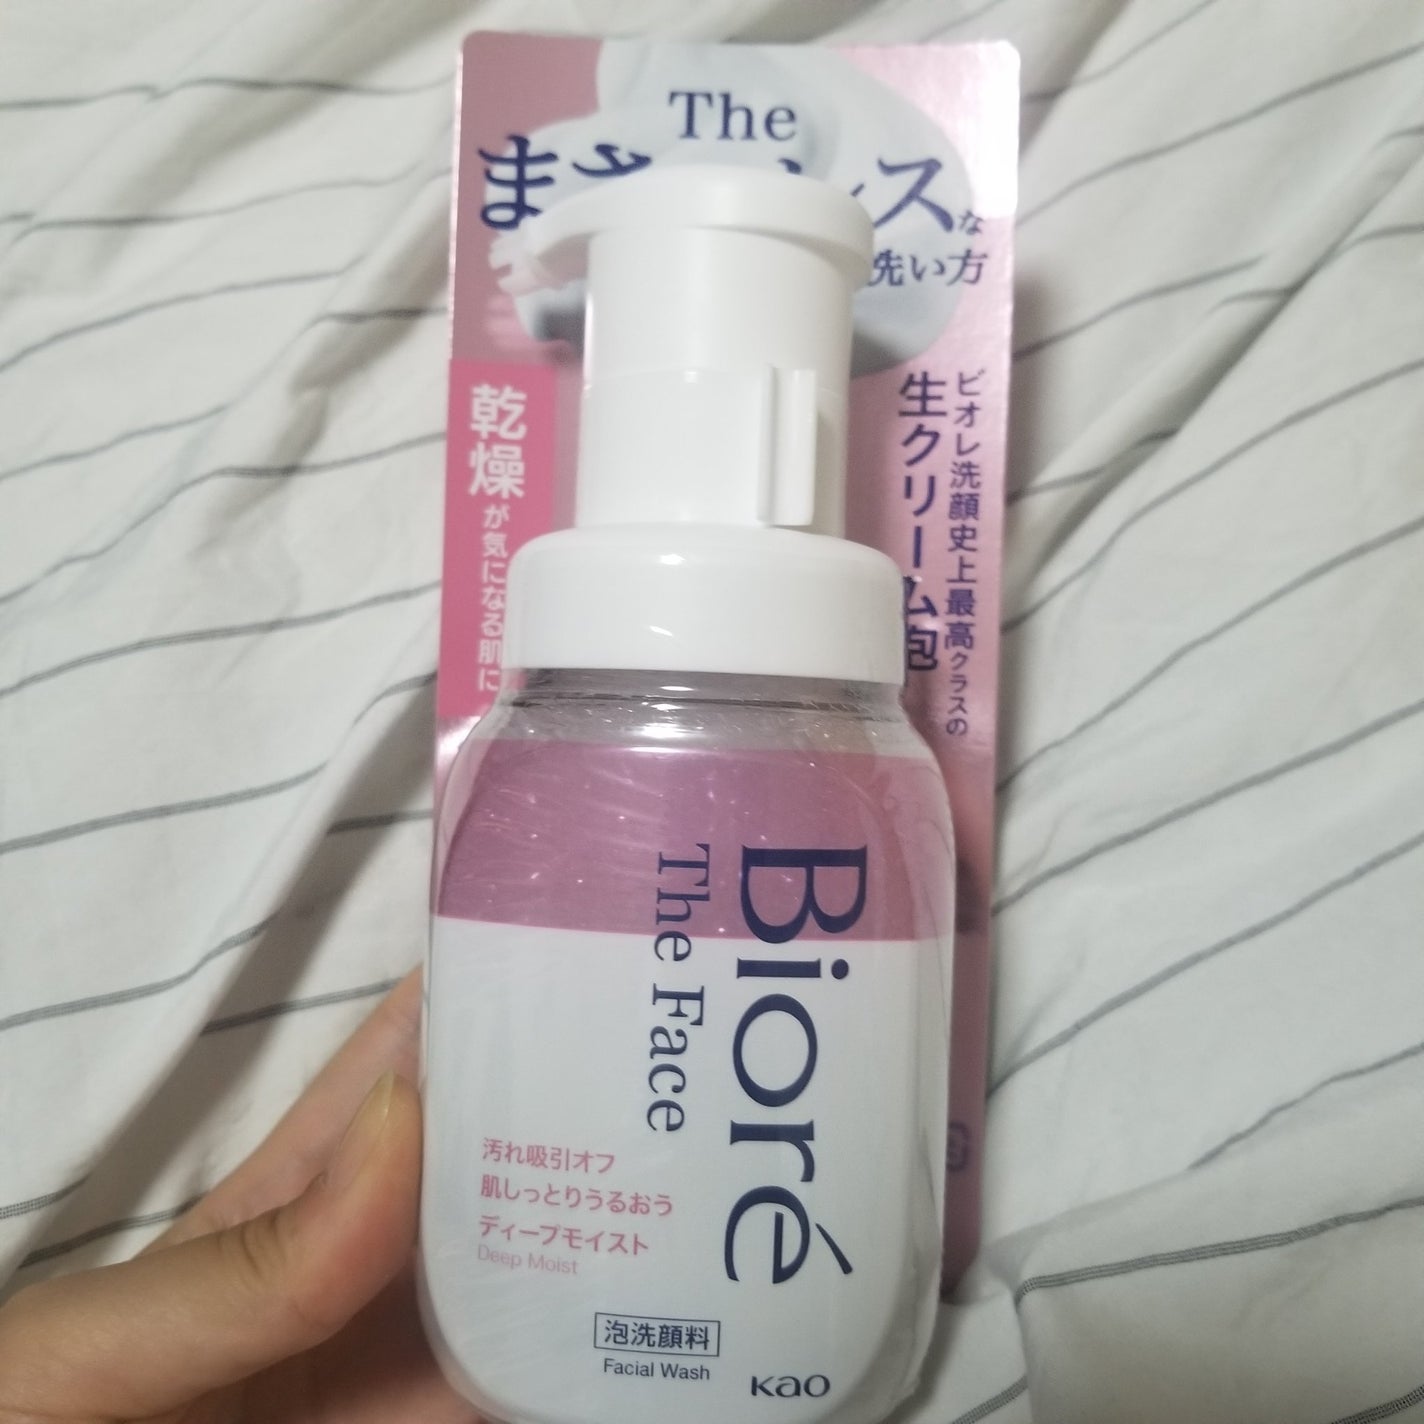 The
な
洗い方
ビオレ洗顔史上最高クラスの
生クリーム泡
乾燥が気になる肌に
Bioré
The Face
汚れ吸引オフ
肌しっとりうるおう
ディープモイスト
Deep Moist
泡洗顔料
Facial Wash
Kao